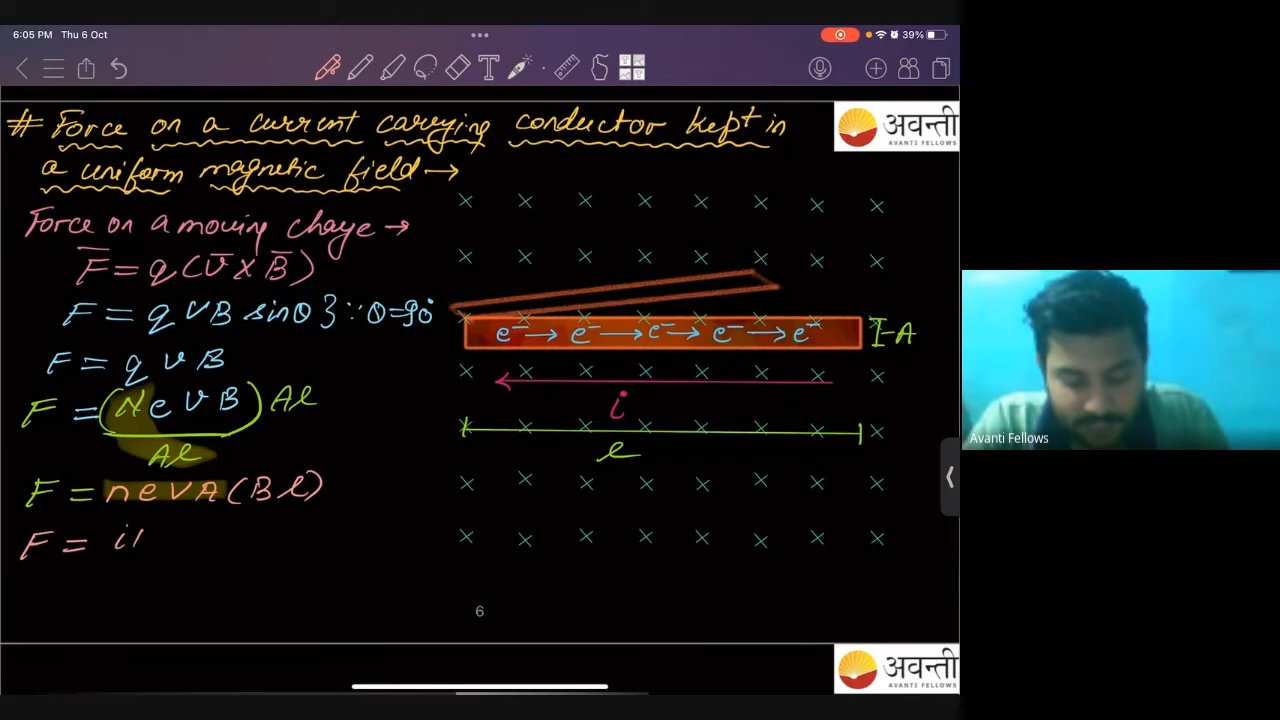 6:05 PM Thu 6 Oct
39%
# Force on a current carrying conductor kept in
a uniform magnetic field →
अवन्ती
AVANTI FELLOWS
Force on a moving charge →
F̅ = q(v̅ × B̅)
F = qvB sinθ } ∵ θ=90°
F = qvB
F = (NevB) Al
Al
F = nevA(Bl)
F = il
e⁻ → e⁻ → e⁻ → e⁻ → e⁻
A
i
l
6
अवन्ती
AVANTI FELLOWS
Avanti Fellows